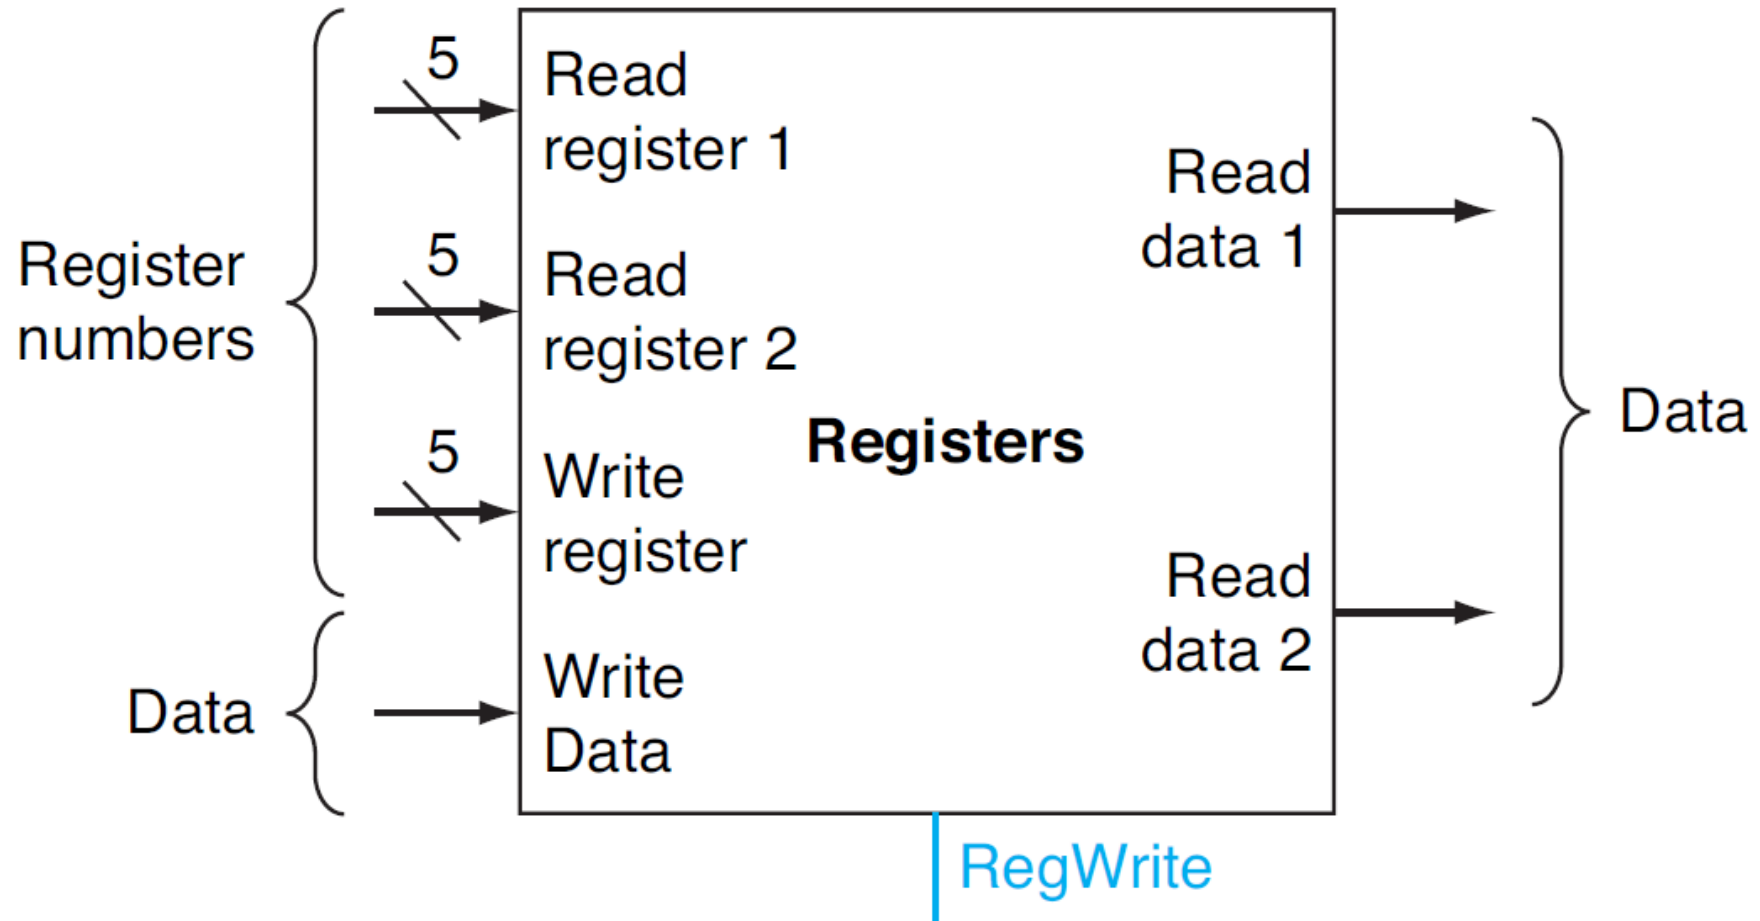 Register
numbers
Data
5
5
5
Read
register 1
Read
register 2
Write
register
Write
Data
Registers
Read
data 1
Read
data 2
Data
RegWrite